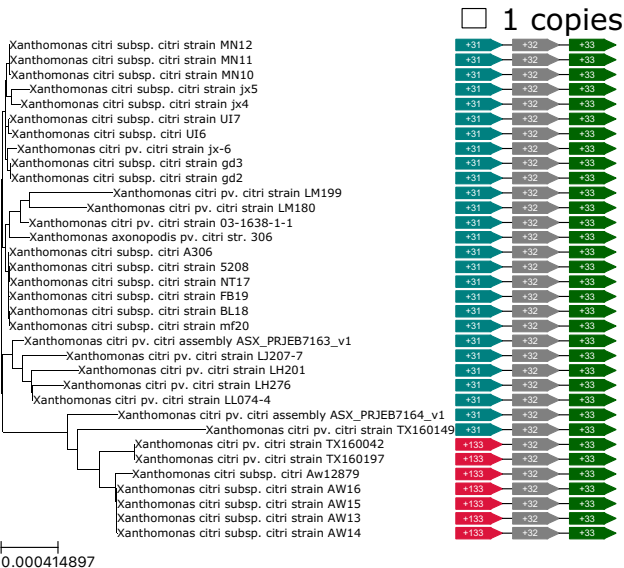 1 copies
Xanthomonas citri subsp. citri strain MN12 +31 +32 +33
Xanthomonas citri subsp. citri strain MN11 +31 +32 +33
Xanthomonas citri subsp. citri strain MN10 +31 +32 +33
Xanthomonas citri subsp. citri strain jx5 +31 +32 +33
Xanthomonas citri subsp. citri strain jx4 +31 +32 +33
Xanthomonas citri subsp. citri strain UI7 +31 +32 +33
Xanthomonas citri subsp. citri UI6 +31 +32 +33
Xanthomonas citri pv. citri strain jx-6 +31 +32 +33
Xanthomonas citri subsp. citri strain gd3 +31 +32 +33
Xanthomonas citri subsp. citri strain gd2 +31 +32 +33
Xanthomonas citri pv. citri strain LM199 +31 +32 +33
Xanthomonas citri pv. citri strain LM180 +31 +32 +33
Xanthomonas citri pv. citri strain 03-1638-1-1 +31 +32 +33
Xanthomonas axonopodis pv. citri str. 306 +31 +32 +33
Xanthomonas citri subsp. citri A306 +31 +32 +33
Xanthomonas citri subsp. citri strain 5208 +31 +32 +33
Xanthomonas citri subsp. citri strain NT17 +31 +32 +33
Xanthomonas citri subsp. citri strain FB19 +31 +32 +33
Xanthomonas citri subsp. citri strain BL18 +31 +32 +33
Xanthomonas citri subsp. citri strain mf20 +31 +32 +33
Xanthomonas citri pv. citri assembly ASX_PRJEB7163_v1 +31 +32 +33
Xanthomonas citri pv. citri strain LJ207-7 +31 +32 +33
Xanthomonas citri pv. citri strain LH201 +31 +32 +33
Xanthomonas citri pv. citri strain LH276 +31 +32 +33
Xanthomonas citri pv. citri strain LL074-4 +31 +32 +33
Xanthomonas citri pv. citri assembly ASX_PRJEB7164_v1 +31 +32 +33
Xanthomonas citri pv. citri strain TX160149 +31 +32 +33
Xanthomonas citri pv. citri strain TX160042 +133 +32 +33
Xanthomonas citri pv. citri strain TX160197 +133 +32 +33
Xanthomonas citri subsp. citri Aw12879 +133 +32 +33
Xanthomonas citri subsp. citri strain AW16 +133 +32 +33
Xanthomonas citri subsp. citri strain AW15 +133 +32 +33
Xanthomonas citri subsp. citri strain AW13 +133 +32 +33
Xanthomonas citri subsp. citri strain AW14 +133 +32 +33
0.000414897